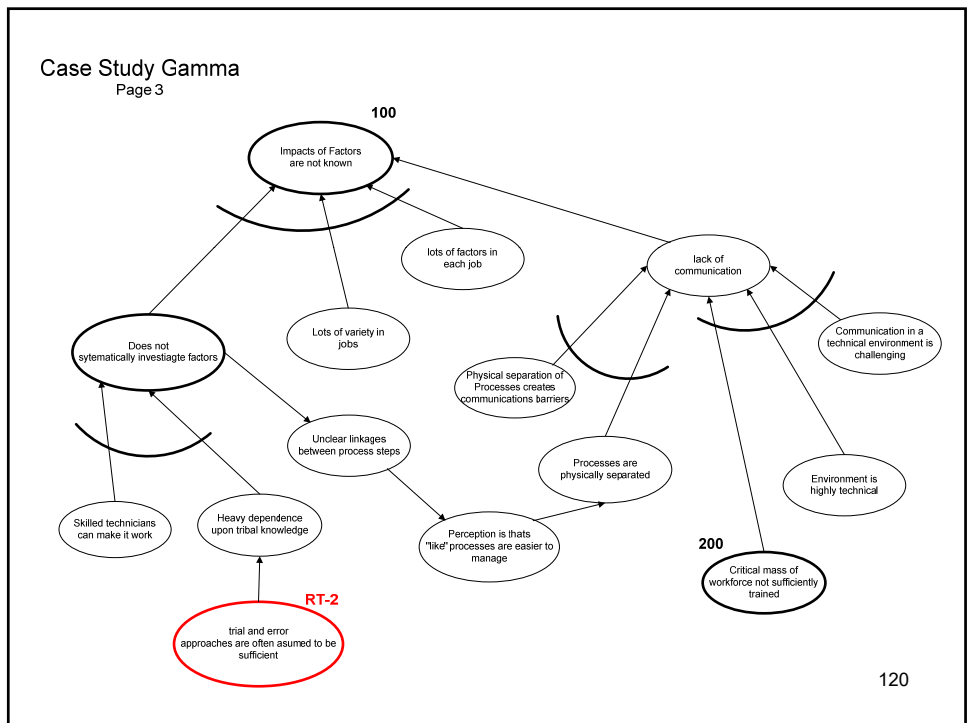 Case Study Gamma
Page 3
100
Impacts of Factors
are not known
lots of factors in
each job
lack of
communication
Lots of variety in
jobs
Does not
sytematically investiagte factors
Communication in a
technical environment is
challenging
Physical separation of
Processes creates
communications barriers
Unclear linkages
between process steps
Processes are
physically separated
Environment is
highly technical
Skilled technicians
can make it work
Heavy dependence
upon tribal knowledge
Perception is thats
"like" processes are easier to
manage
200
Critical mass of
workforce not sufficiently
trained
RT-2
trial and error
approaches are often asumed to be
sufficient
120